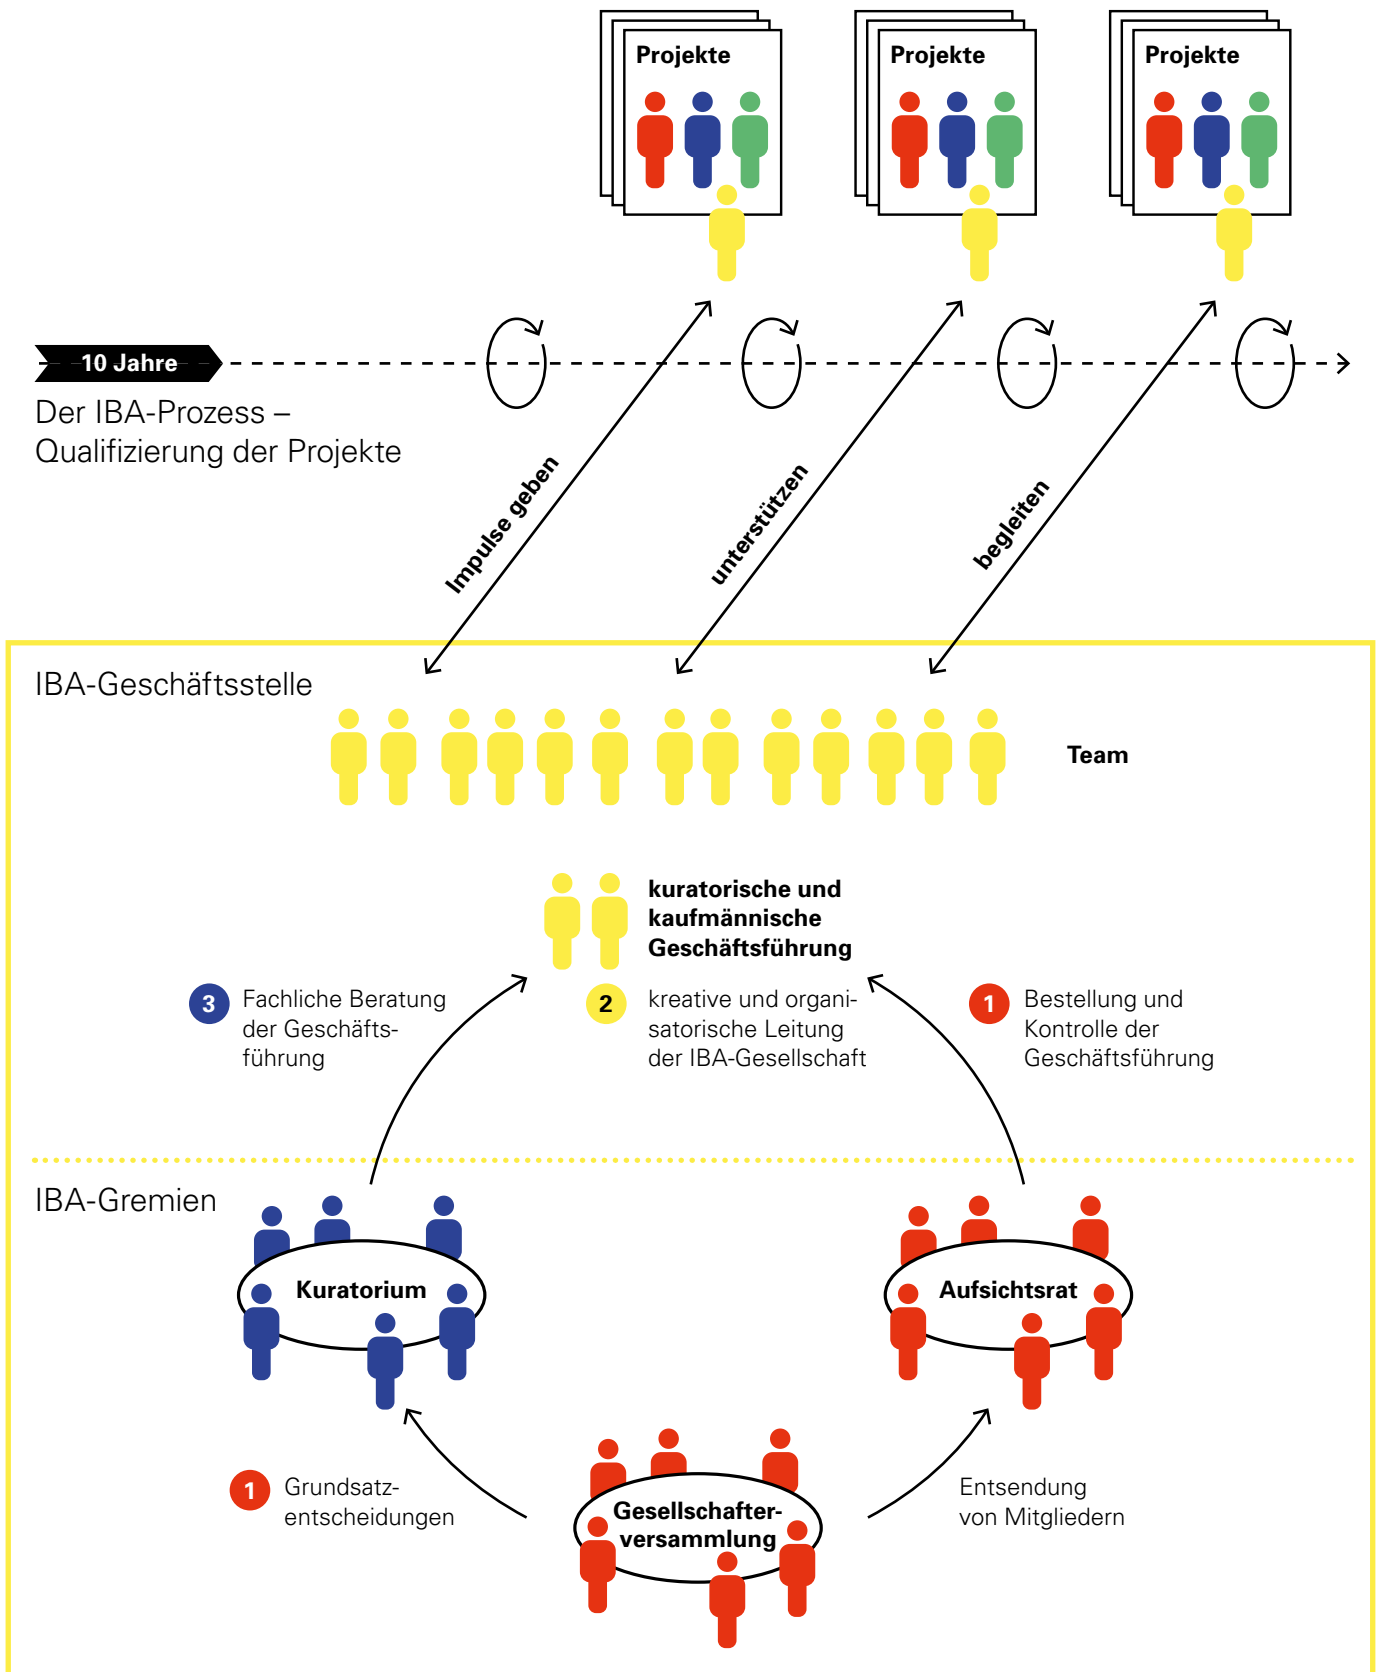 Projekte
Projekte
Projekte
10 Jahre
Der IBA-Prozess –
Qualifizierung der Projekte
Impulse geben
unterstützen
begleiten
IBA-Geschäftsstelle
Team
kuratorische und
kaufmännische
Geschäftsführung
3 Fachliche Beratung
der Geschäfts-
führung
2 kreative und organi-
satorische Leitung
der IBA-Gesellschaft
1 Bestellung und
Kontrolle der
Geschäftsführung
IBA-Gremien
Kuratorium
Aufsichtsrat
1 Grundsatz-
entscheidungen
Gesellschafter-
versammlung
Entsendung
von Mitgliedern